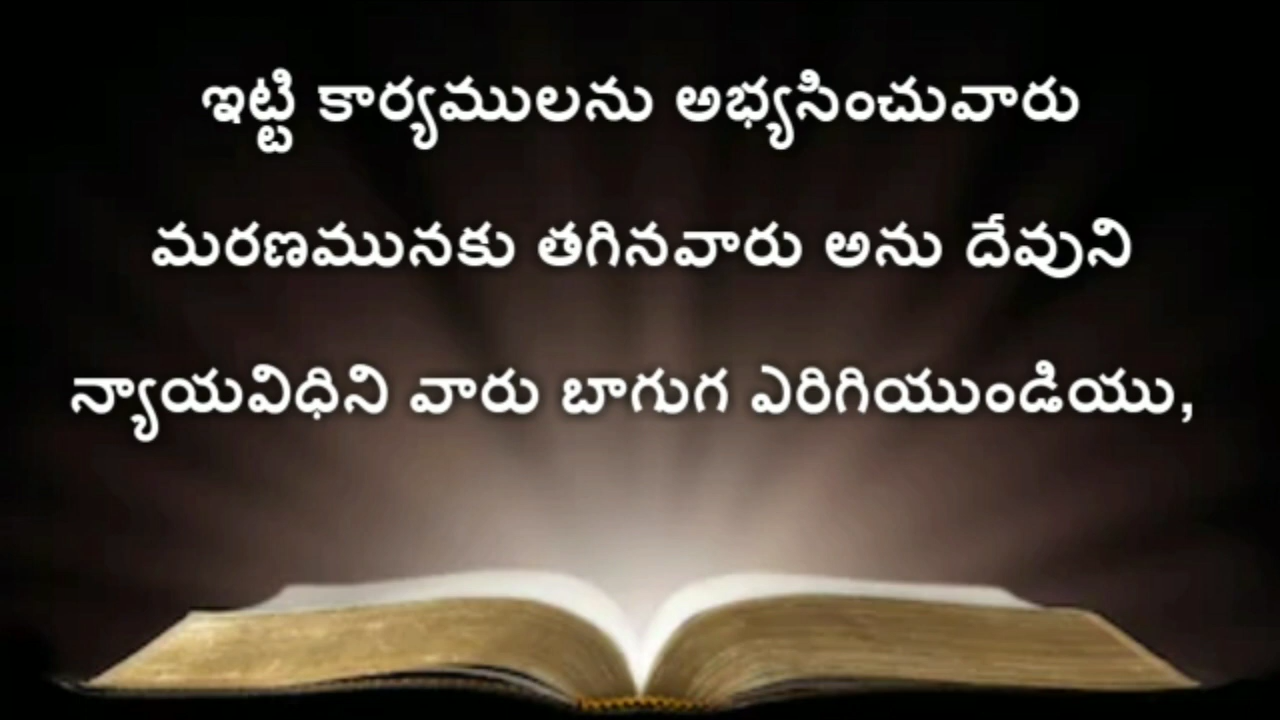 ఇట్టి కార్యములను అభ్యసించువారు
మరణమునకు తగినవారు అను దేవుని
న్యాయవిధిని వారు బాగుగ ఎరిగియుండియు,